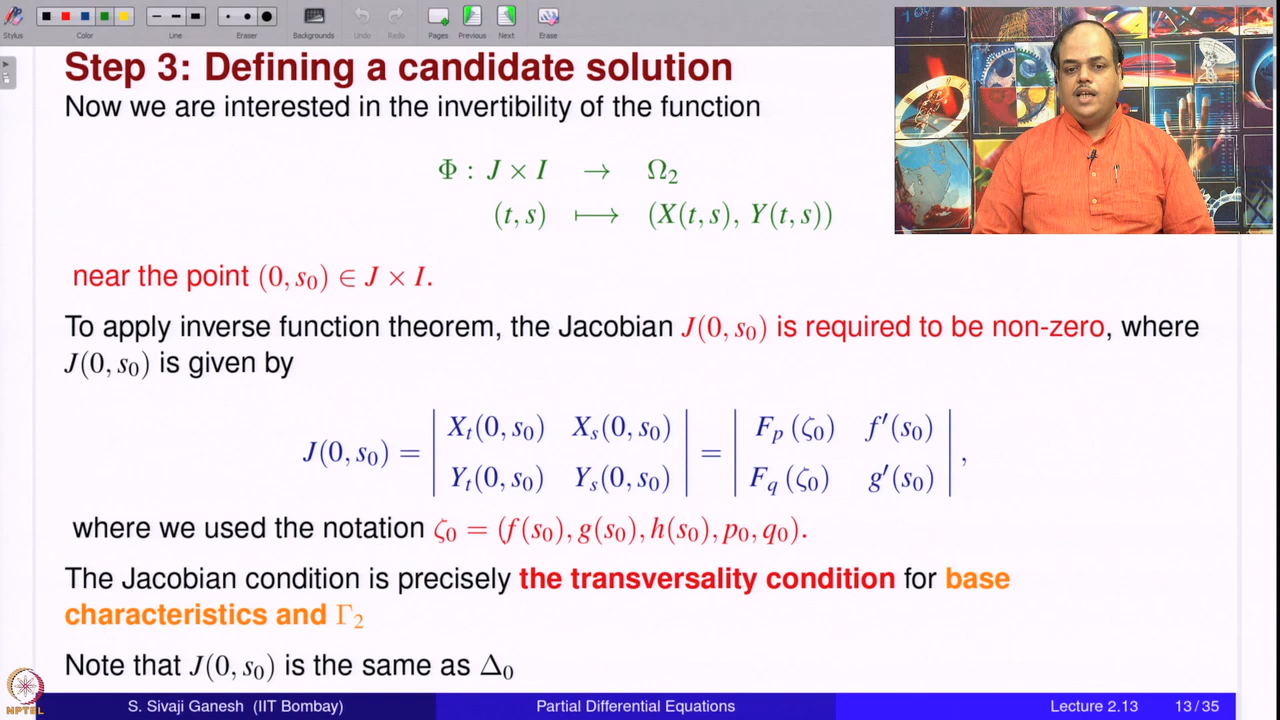 Stylus
Color
Line
Eraser
Backgrounds
Undo
Redo
Pages
Previous
Next
Erase
Step 3: Defining a candidate solution
Now we are interested in the invertibility of the function
Φ : J × I → Ω₂
(t, s) ⟼ (X(t, s), Y(t, s))
near the point (0, s₀) ∈ J × I.
To apply inverse function theorem, the Jacobian J(0, s₀) is required to be non-zero, where
J(0, s₀) is given by
J(0, s₀) = | Xₜ(0, s₀) Xₛ(0, s₀) | = | Fₚ (ζ₀) f′(s₀) | ,
| Yₜ(0, s₀) Yₛ(0, s₀) | | F_q (ζ₀) g′(s₀) |
where we used the notation ζ₀ = (f(s₀), g(s₀), h(s₀), p₀, q₀).
The Jacobian condition is precisely the transversality condition for base
characteristics and Γ₂
Note that J(0, s₀) is the same as Δ₀
NPTEL
S. Sivaji Ganesh (IIT Bombay) Partial Differential Equations Lecture 2.13 13 / 35